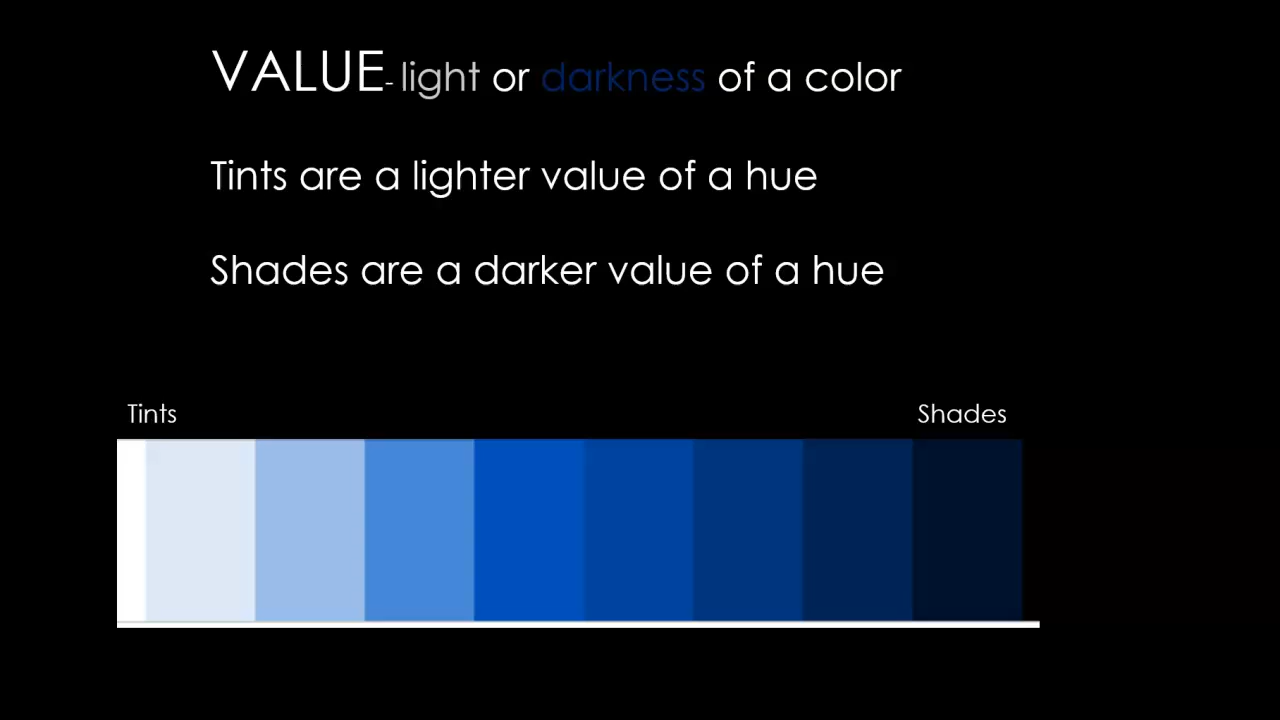 VALUE- light or darkness of a color
Tints are a lighter value of a hue
Shades are a darker value of a hue
Tints
Shades